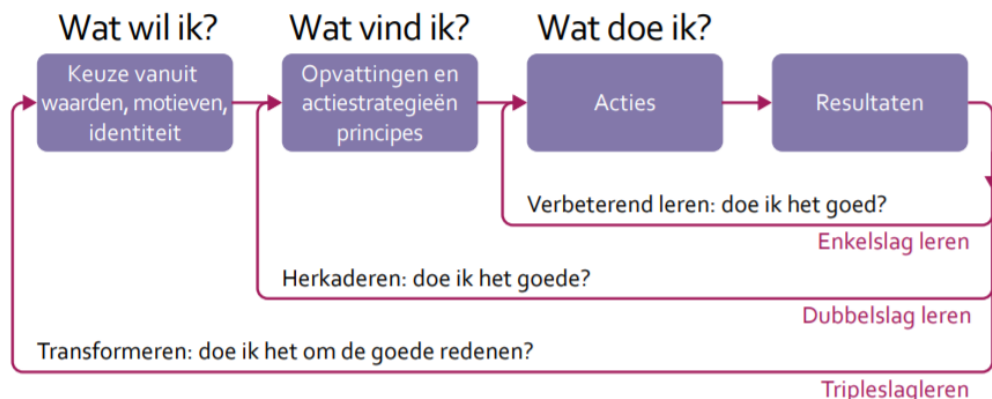 Wat wil ik?
Wat vind ik?
Wat doe ik?
Keuze vanuit
waarden, motieven,
identiteit
Opvattingen en
actiestrategieën
principes
Acties
Resultaten
Verbeterend leren: doe ik het goed?
Enkelslag leren
Herkaderen: doe ik het goede?
Dubbelslag leren
Transformeren: doe ik het om de goede redenen?
Tripleslagleren